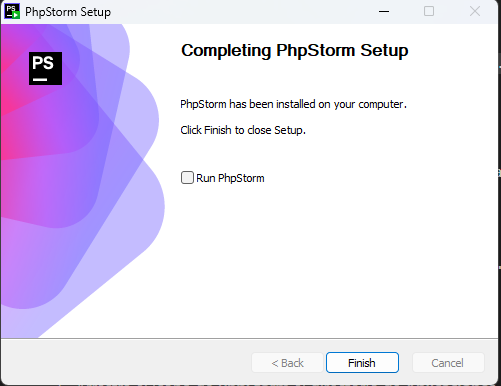 PhpStorm Setup
PS
Completing PhpStorm Setup
PhpStorm has been installed on your computer.
Click Finish to close Setup.
Run PhpStorm
< Back
Finish
Cancel